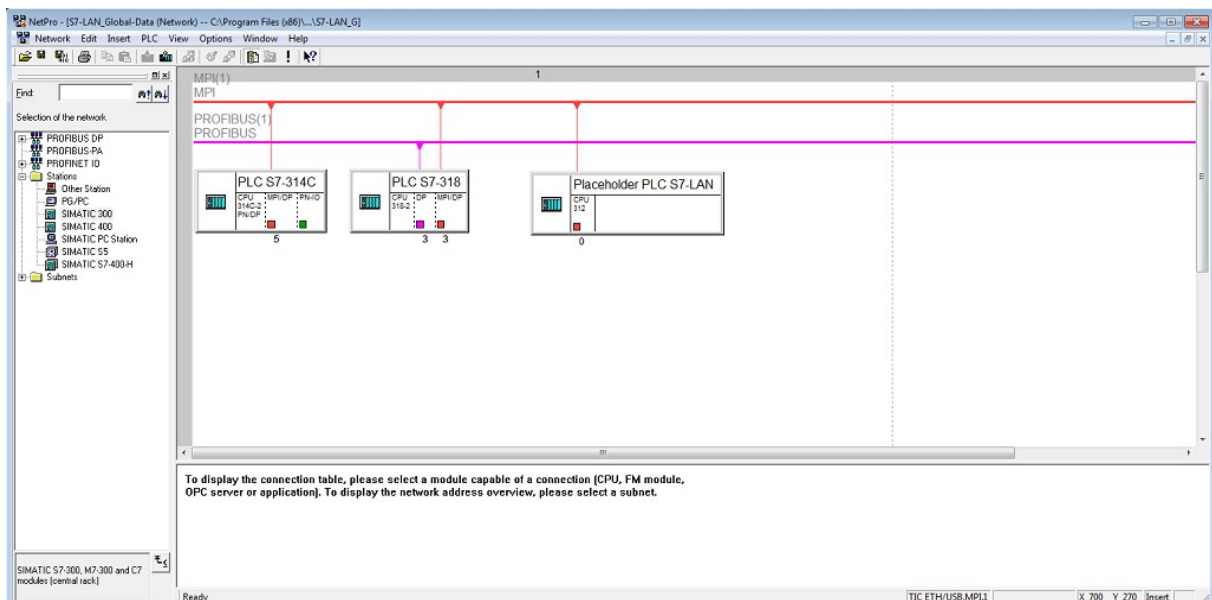 NetPro - [S7-LAN_Global-Data (Network) -- C:\Program Files (x86)\...\S7-LAN_G]
Network Edit Insert PLC View Options Window Help
Find:
Selection of the network
PROFIBUS DP
PROFIBUS-PA
PROFINET IO
Stations
Other Station
PG/PC
SIMATIC 300
SIMATIC 400
SIMATIC PC Station
SIMATIC S5
SIMATIC S7-400-H
Subnets
SIMATIC S7-300, M7-300 and C7
modules (central rack)
1
MPI(1)
MPI
PROFIBUS(1)
PROFIBUS
PLC S7-314C
CPU MPI/DP PN-IO
314C-2
PN/DP
5
PLC S7-318
CPU DP MPI/DP
318-2
3 3
Placeholder PLC S7-LAN
CPU
312
0
To display the connection table, please select a module capable of a connection (CPU, FM module,
OPC server or application). To display the network address overview, please select a subnet.
Ready TIC ETH/USB.MPI.1 X 700 Y 270 Insert